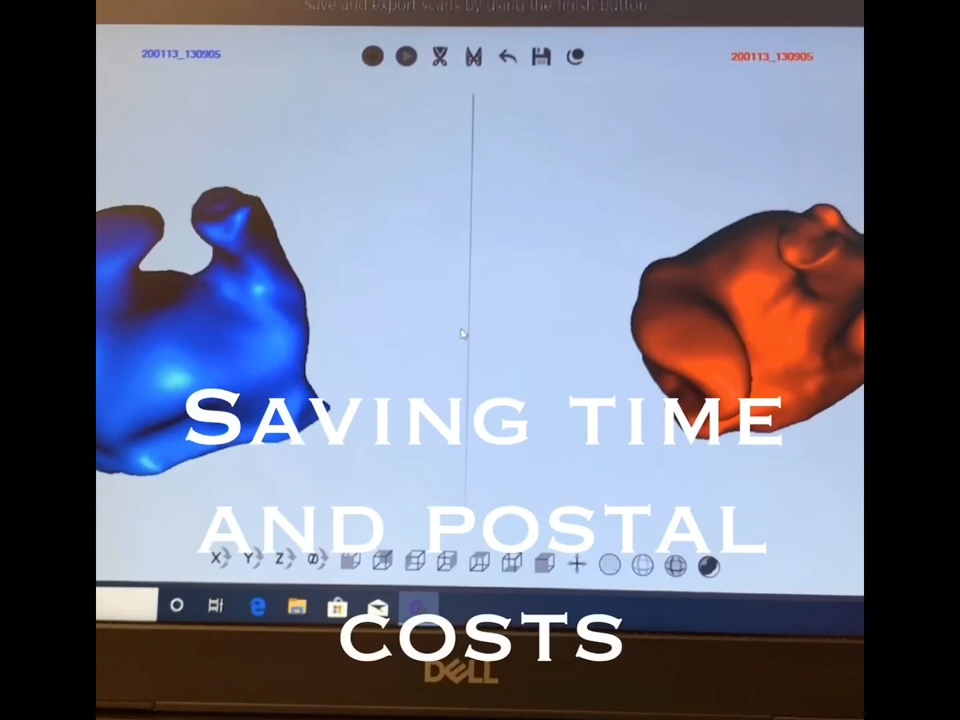 Save and export scans by using the finish button
200113_130905
200113_130905
Saving time
and postal
costs
X Y Z
DELL